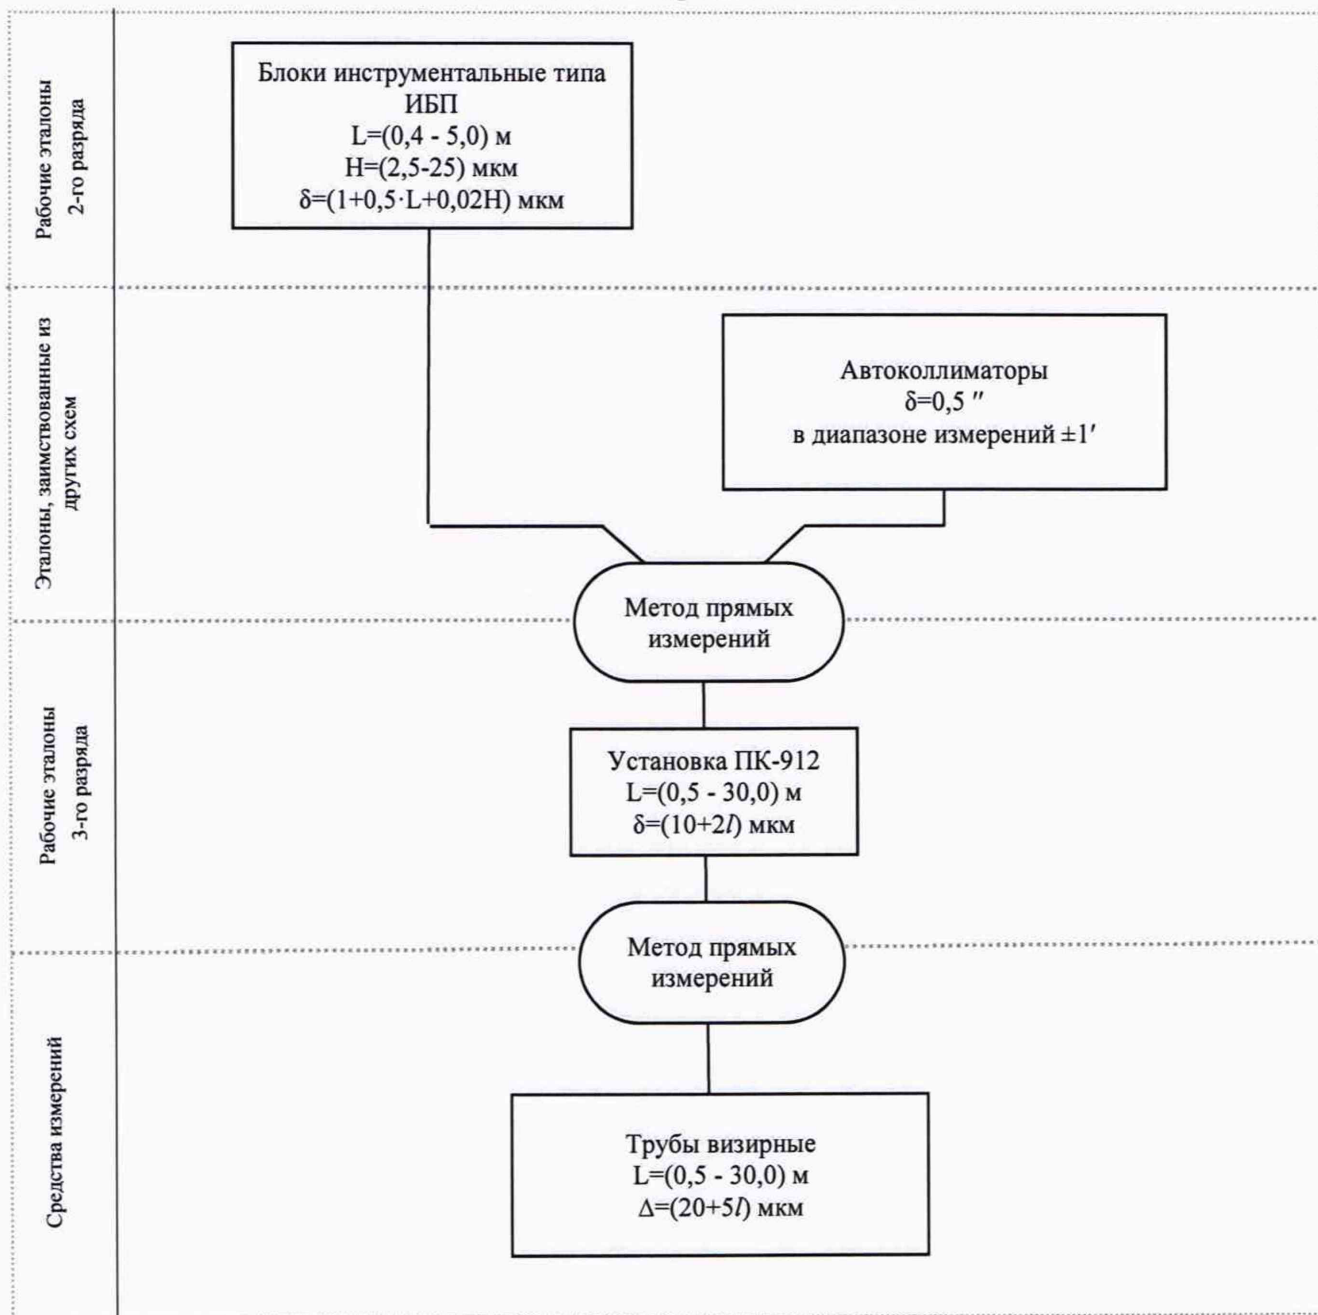 Рабочие эталоны
2-го разряда
Блоки инструментальные типа
ИБП
L=(0,4 - 5,0) м
H=(2,5-25) мкм
δ=(1+0,5·L+0,02H) мкм
Эталоны, заимствованные из
других схем
Автоколлиматоры
δ=0,5 ″
в диапазоне измерений ±1′
Метод прямых
измерений
Рабочие эталоны
3-го разряда
Установка ПК-912
L=(0,5 - 30,0) м
δ=(10+2l) мкм
Метод прямых
измерений
Средства измерений
Трубы визирные
L=(0,5 - 30,0) м
Δ=(20+5l) мкм